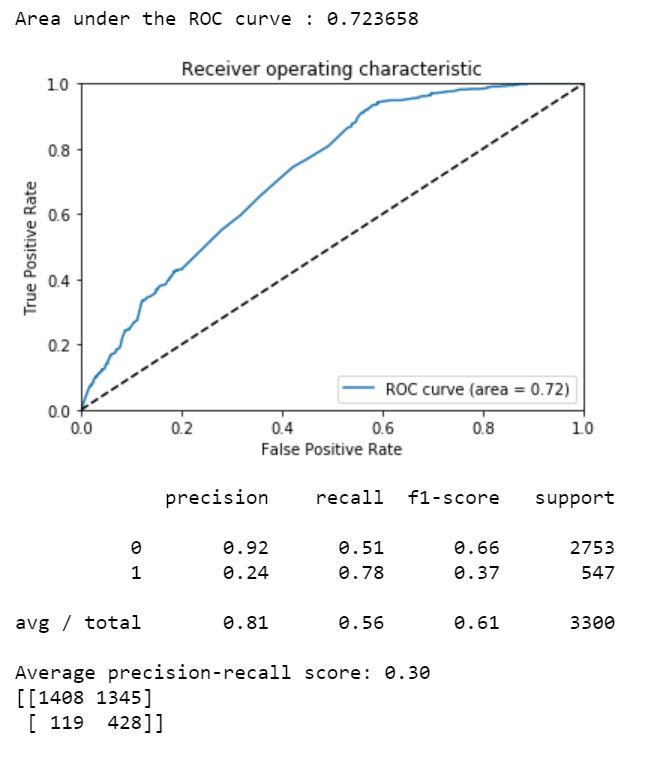 Area under the ROC curve : 0.723658
Receiver operating characteristic
1.0
0.8
0.6
0.4
0.2
0.0
True Positive Rate
ROC curve (area = 0.72)
0.0 0.2 0.4 0.6 0.8 1.0
False Positive Rate
precision recall f1-score support
0 0.92 0.51 0.66 2753
1 0.24 0.78 0.37 547
avg / total 0.81 0.56 0.61 3300
Average precision-recall score: 0.30
[[1408 1345]
[ 119 428]]